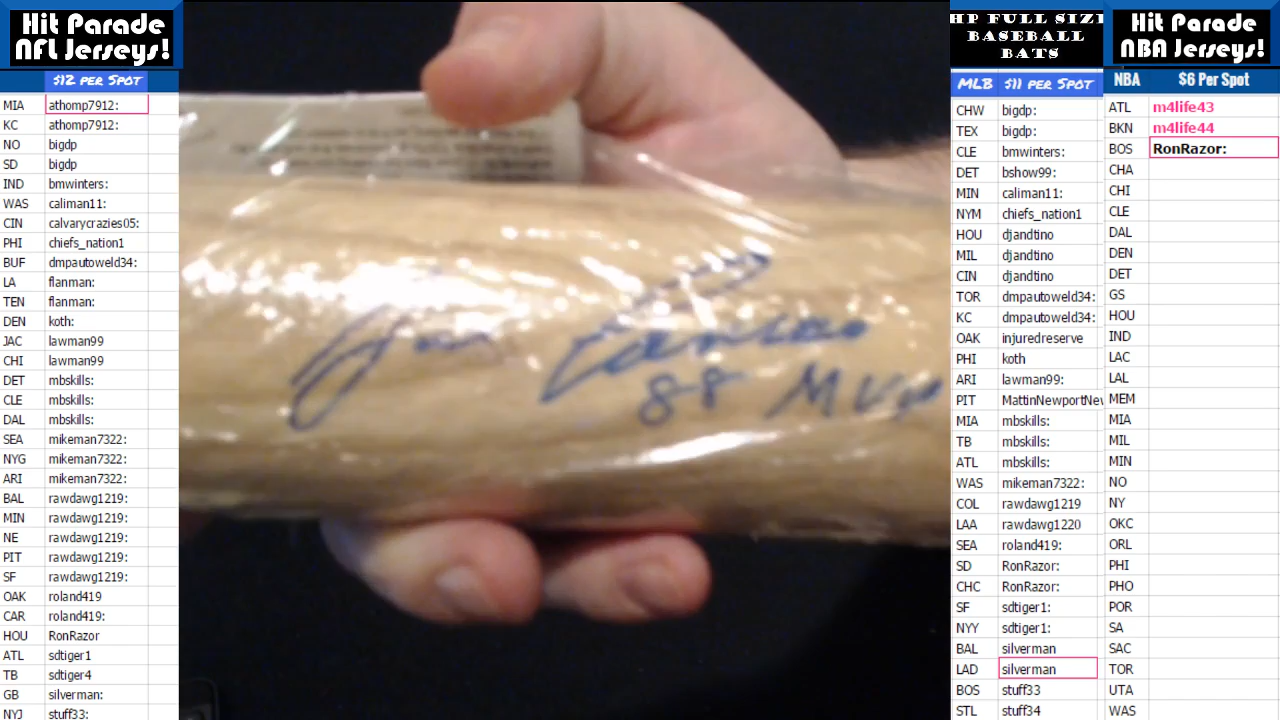 Hit Parade
NFL Jerseys!
$12 per Spot
MIA athomp7912:
KC athomp7912:
NO bigdp
SD bigdp
IND bmwinters:
WAS caliman11:
CIN calvarycrazies05:
PHI chiefs_nation1
BUF dmpautoweld34:
LA flanman:
TEN flanman:
DEN koth:
JAC lawman99
CHI lawman99
DET mbskills:
CLE mbskills:
DAL mbskills:
SEA mikeman7322:
NYG mikeman7322:
ARI mikeman7322:
BAL rawdawg1219:
MIN rawdawg1219:
NE rawdawg1219:
PIT rawdawg1219:
SF rawdawg1219:
OAK roland419
CAR roland419:
HOU RonRazor
ATL sdtiger1
TB sdtiger4
GB silverman:
NYJ stuff33:
Jose Canseco
88 MVP
HP FULL SIZE
BASEBALL
BATS
MLB $11 per Spot
CHW bigdp:
TEX bigdp:
CLE bmwinters:
DET bshow99:
MIN caliman11:
NYM chiefs_nation1
HOU djandtino
MIL djandtino
CIN djandtino
TOR dmpautoweld34:
KC dmpautoweld34:
OAK injuredreserve
PHI koth
ARI lawman99:
PIT MattinNewportNew
MIA mbskills:
TB mbskills:
ATL mbskills:
WAS mikeman7322:
COL rawdawg1219
LAA rawdawg1220
SEA roland419:
SD RonRazor:
CHC RonRazor:
SF sdtiger1:
NYY sdtiger1:
BAL silverman
LAD silverman
BOS stuff33
STL stuff34
Hit Parade
NBA Jerseys!
NBA $6 Per Spot
ATL m4life43
BKN m4life44
BOS RonRazor:
CHA
CHI
CLE
DAL
DEN
DET
GS
HOU
IND
LAC
LAL
MEM
MIA
MIL
MIN
NO
NY
OKC
ORL
PHI
PHO
POR
SA
SAC
TOR
UTA
WAS